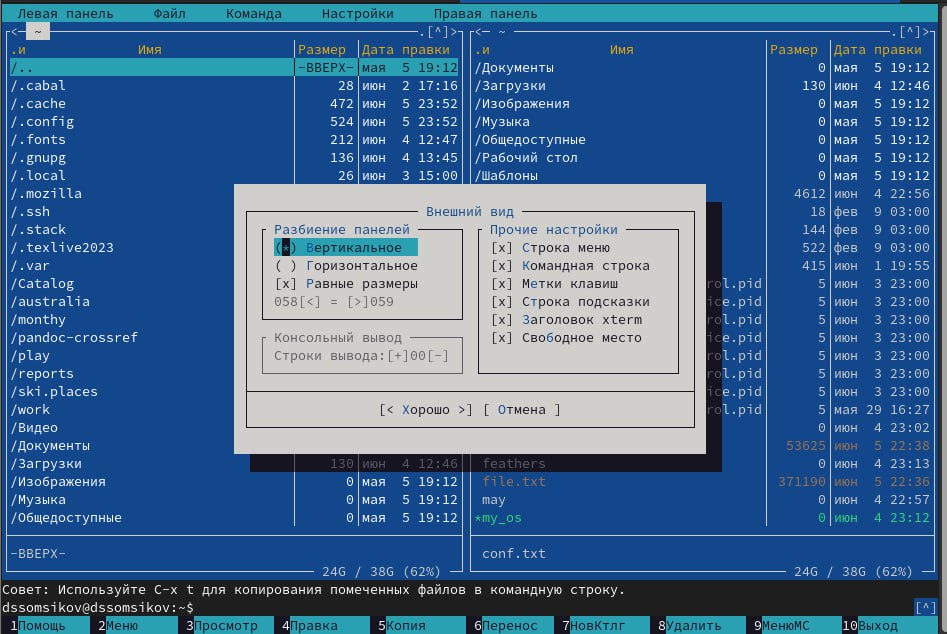 Левая панель Файл Команда Настройки Правая панель
<─ ~ .[^]> <─ ~ .[^]>
.и Имя Размер Дата правки .и Имя Размер Дата правки
/.. -ВВЕРХ- мая 5 19:12 /Документы 0 мая 5 19:12
/.cabal 28 июн 2 17:16 /Загрузки 130 июн 4 12:46
/.cache 472 июн 5 23:52 /Изображения 0 мая 5 19:12
/.config 524 июн 5 23:52 /Музыка 0 мая 5 19:12
/.fonts 212 июн 4 12:47 /Общедоступные 0 мая 5 19:12
/.gnupg 136 июн 4 13:45 /Рабочий стол 0 мая 5 19:12
/.local 26 июн 3 15:00 /Шаблоны 0 мая 5 19:12
/.mozilla 4612 июн 4 22:56
/.ssh Внешний вид 18 фев 9 03:00
/.stack Разбиение панелей Прочие настройки 144 фев 9 03:00
/.texlive2023 (*) Вертикальное [x] Строка меню 522 фев 9 03:00
/.var ( ) Горизонтальное [x] Командная строка 415 июн 1 19:55
/Catalog [x] Равные размеры [x] Метки клавиш rol.pid 5 июн 3 23:00
/australia 058[<] = [>]059 [x] Строка подсказки ice.pid 5 июн 3 23:00
/monthy [x] Заголовок xterm rol.pid 5 июн 3 23:00
/pandoc-crossref Консольный вывод [x] Свободное место ice.pid 5 июн 3 23:00
/play Строки вывода:[+]00[-] rol.pid 5 июн 3 23:00
/reports rol.pid 5 июн 3 23:00
/ski.places ice.pid 5 июн 3 23:00
/work [< Хорошо >] [ Отмена ] rol.pid 5 мая 29 16:27
/Видео 0 июн 4 23:02
/Документы 53625 июн 5 22:38
/Загрузки 130 июн 4 12:46 feathers 0 июн 4 23:13
/Изображения 0 мая 5 19:12 file.txt 371190 июн 5 22:36
/Музыка 0 мая 5 19:12 may 0 июн 4 22:57
/Общедоступные 0 мая 5 19:12 *my_os 0 июн 4 23:12
-ВВЕРХ- conf.txt
24G / 38G (62%) 24G / 38G (62%)
Совет: Используйте C-x t для копирования помеченных файлов в командную строку.
dssomsikov@dssomsikov:~$ [^]
1Помощь 2Меню 3Просмотр 4Правка 5Копия 6Перенос 7НовКтлг 8Удалить 9МенюMC 10Выход